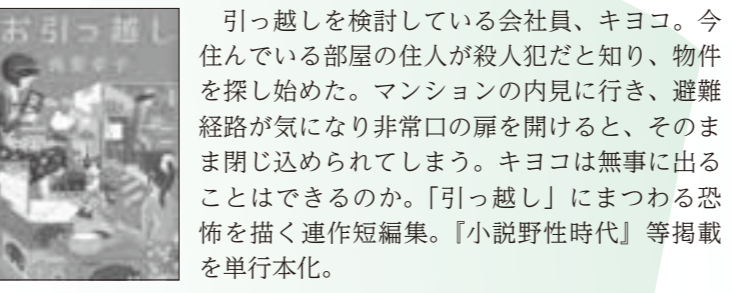 お引っ越し
真梨幸子
引っ越しを検討している会社員、キヨコ。今
住んでいる部屋の住人が殺人犯だと知り、物件
を探し始めた。マンションの内見に行き、避難
経路が気になり非常口の扉を開けると、そのま
ま閉じ込められてしまう。キヨコは無事に出る
ことはできるのか。「引っ越し」にまつわる恐
怖を描く連作短編集。『小説野性時代』等掲載
を単行本化。